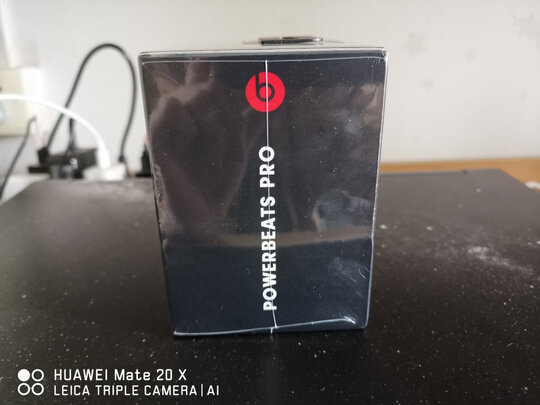 POWERBEATS PRO
HUAWEI Mate 20 X
LEICA TRIPLE CAMERA | AI